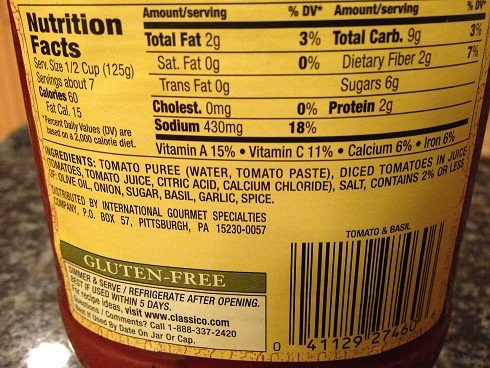 Nutrition
Facts
Serv. Size 1/2 Cup (125g)
Servings about 7
Calories 60
Fat Cal. 15
*Percent Daily Values (DV) are
based on a 2,000 calorie diet.
Amount/serving % DV* Amount/serving % DV*
Total Fat 2g 3% Total Carb. 9g 3%
Sat. Fat 0g 0% Dietary Fiber 2g 7%
Trans Fat 0g Sugars 6g
Cholest. 0mg 0% Protein 2g
Sodium 430mg 18%
Vitamin A 15% • Vitamin C 11% • Calcium 6% • Iron 6%
INGREDIENTS: TOMATO PUREE (WATER, TOMATO PASTE), DICED TOMATOES IN JUICE
(TOMATOES, TOMATO JUICE, CITRIC ACID, CALCIUM CHLORIDE), SALT, CONTAINS 2% OR LESS
OF: OLIVE OIL, ONION, SUGAR, BASIL, GARLIC, SPICE.
DISTRIBUTED BY INTERNATIONAL GOURMET SPECIALTIES
COMPANY, P.O. BOX 57, PITTSBURGH, PA 15230-0057
GLUTEN-FREE
SIMMER & SERVE / REFRIGERATE AFTER OPENING.
BEST IF USED WITHIN 5 DAYS.
For recipe ideas, visit www.classico.com
Questions / Comments? Call 1-888-337-2420
Best If Used By Date On Jar Or Cap.
TOMATO & BASIL
0 41129 27460